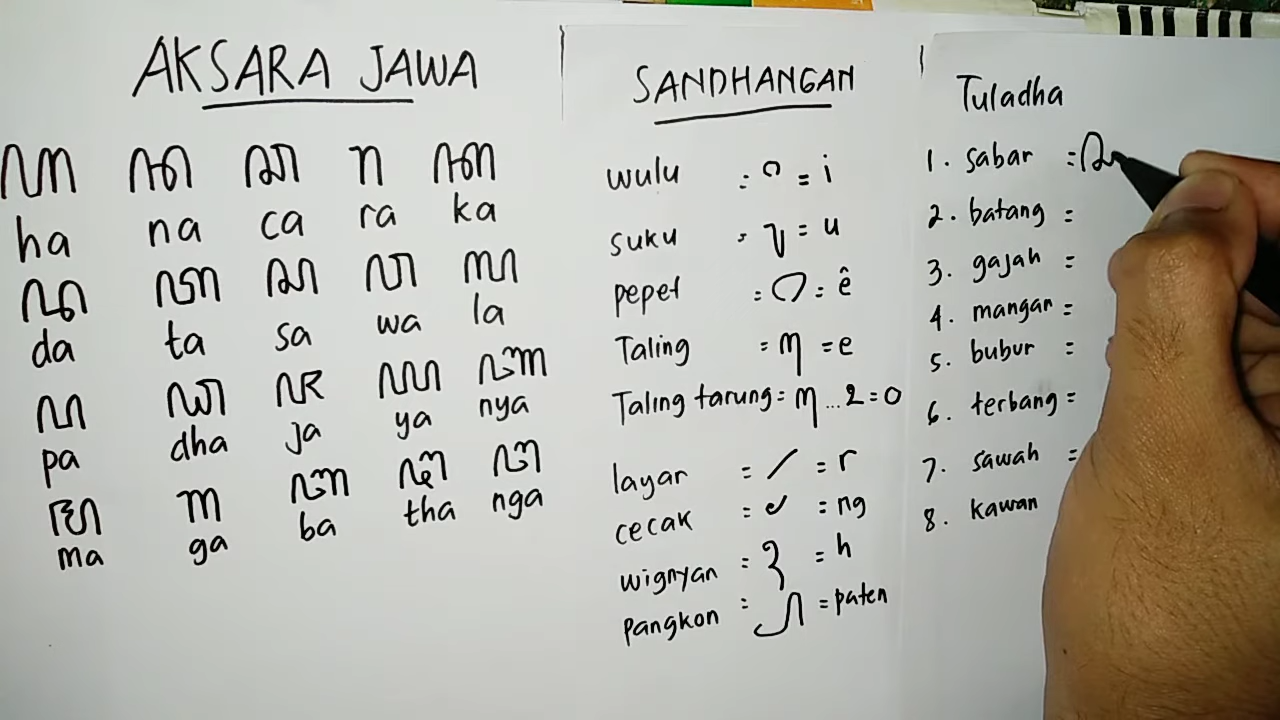 AKSARA JAWA
ꦲ ꦤ ꦕ ꦫ ꦏ
ha na ca ra ka
ꦢ ꦠ ꦱ ꦮ ꦭ
da ta sa wa la
ꦥ ꦝ ꦗ ꦪ ꦚ
pa dha ja ya nya
ꦩ ꦒ ꦧ ꦛ ꦔ
ma ga ba tha nga
SANDHANGAN
wulu : ꦶ = i
suku : ꦸ = u
pepet : ꦼ : ê
Taling = ꦺ = e
Taling tarung = ꦺ...ꦴ = o
layar = ꦂ = r
cecak = ꦁ = ng
wignyan = ꦃ = h
pangkon : ꧀ = paten
Tuladha
1. sabar =
2. batang =
3. gajah =
4. mangan =
5. bubur =
6. terbang =
7. sawah =
8. kawan